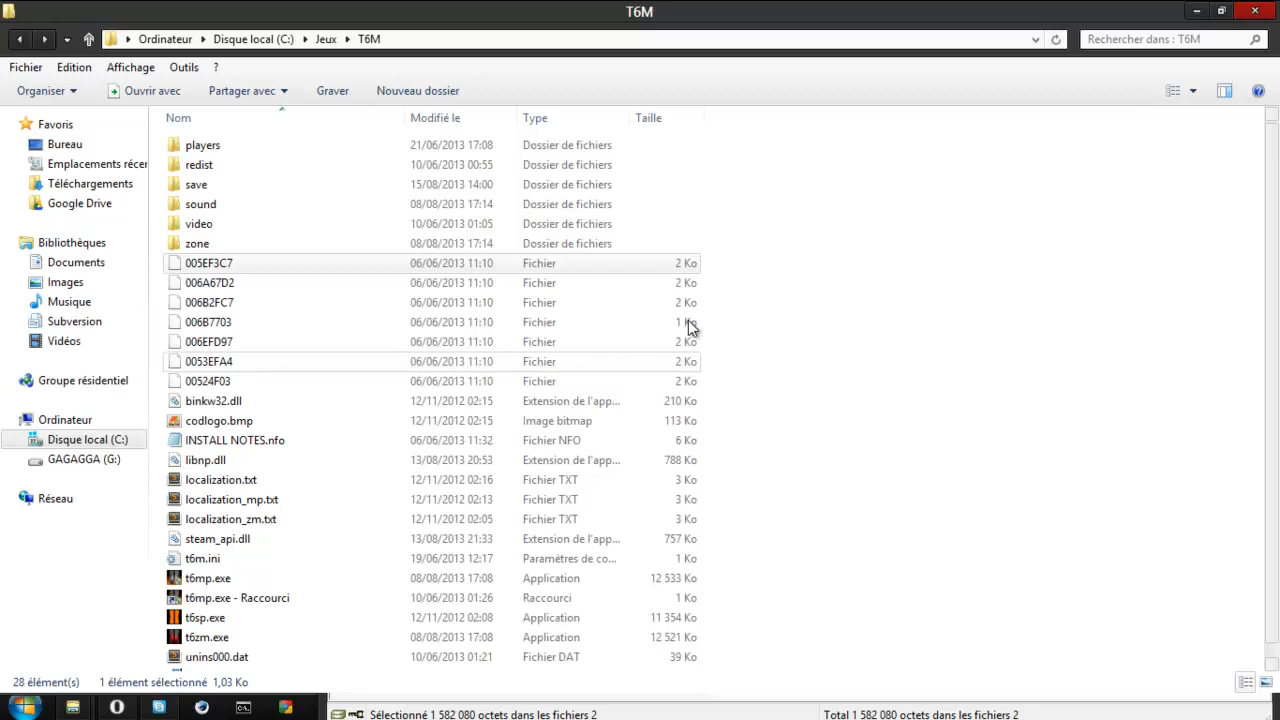 T6M
Ordinateur Disque local (C:) Jeux T6M
Rechercher dans : T6M
Fichier Edition Affichage Outils ?
Organiser Ouvrir avec Partager avec Graver Nouveau dossier
Nom Modifié le Type Taille
Favoris
Bureau
Emplacements récer
Téléchargements
Google Drive
Bibliothèques
Documents
Images
Musique
Subversion
Vidéos
Groupe résidentiel
Ordinateur
Disque local (C:)
GAGAGGA (G:)
Réseau
players 21/06/2013 17:08 Dossier de fichiers
redist 10/06/2013 00:55 Dossier de fichiers
save 15/08/2013 14:00 Dossier de fichiers
sound 08/08/2013 17:14 Dossier de fichiers
video 10/06/2013 01:05 Dossier de fichiers
zone 08/08/2013 17:14 Dossier de fichiers
005EF3C7 06/06/2013 11:10 Fichier 2 Ko
006A67D2 06/06/2013 11:10 Fichier 2 Ko
006B2FC7 06/06/2013 11:10 Fichier 2 Ko
006B7703 06/06/2013 11:10 Fichier 1 Ko
006EFD97 06/06/2013 11:10 Fichier 2 Ko
0053EFA4 06/06/2013 11:10 Fichier 2 Ko
00524F03 06/06/2013 11:10 Fichier 2 Ko
binkw32.dll 12/11/2012 02:15 Extension de l'app... 210 Ko
codlogo.bmp 12/11/2012 02:15 Image bitmap 113 Ko
INSTALL NOTES.nfo 06/06/2013 11:32 Fichier NFO 6 Ko
libnp.dll 13/08/2013 20:53 Extension de l'app... 788 Ko
localization.txt 12/11/2012 02:16 Fichier TXT 3 Ko
localization_mp.txt 12/11/2012 02:13 Fichier TXT 3 Ko
localization_zm.txt 12/11/2012 02:05 Fichier TXT 3 Ko
steam_api.dll 13/08/2013 21:33 Extension de l'app... 757 Ko
t6m.ini 19/06/2013 12:17 Paramètres de co... 1 Ko
t6mp.exe 08/08/2013 17:08 Application 12 533 Ko
t6mp.exe - Raccourci 10/06/2013 01:26 Raccourci 1 Ko
t6sp.exe 12/11/2012 02:08 Application 11 354 Ko
t6zm.exe 08/08/2013 17:08 Application 12 521 Ko
unins000.dat 10/06/2013 01:21 Fichier DAT 39 Ko
28 élément(s) 1 élément sélectionné 1,03 Ko
Sélectionné 1 582 080 octets dans les fichiers 2
Total 1 582 080 octets dans les fichiers 2